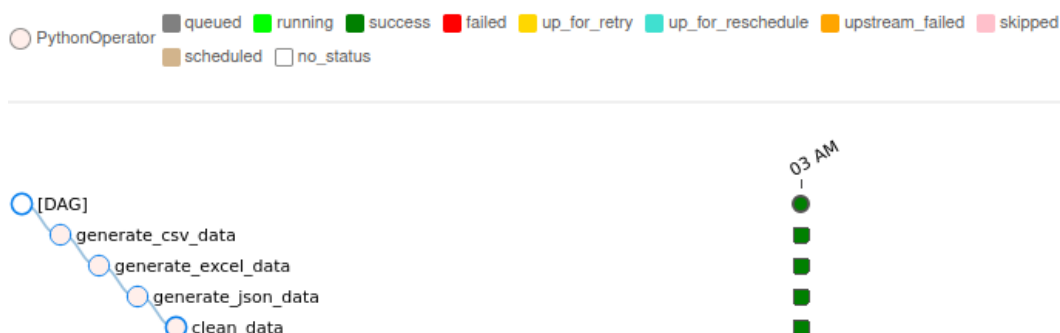 queued running success failed up_for_retry up_for_reschedule upstream_failed skipped
PythonOperator
scheduled no_status
03 AM
[DAG]
generate_csv_data
generate_excel_data
generate_json_data
clean_data